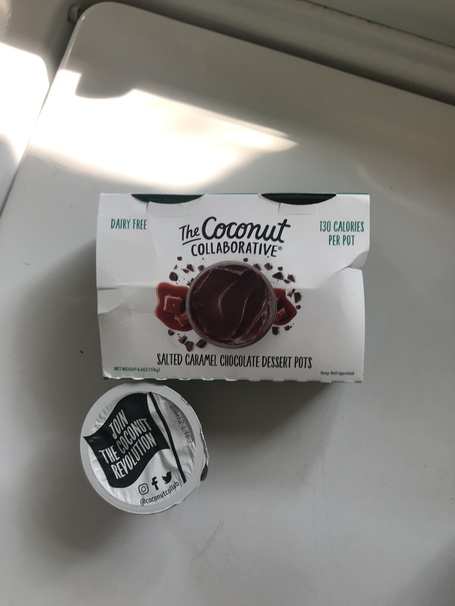 DAIRY FREE
The Coconut
COLLABORATIVE®
130 CALORIES
PER POT
SALTED CARAMEL CHOCOLATE DESSERT POTS
Keep Refrigerated
JOIN
THE COCONUT
REVOLUTION
@coconutcollab